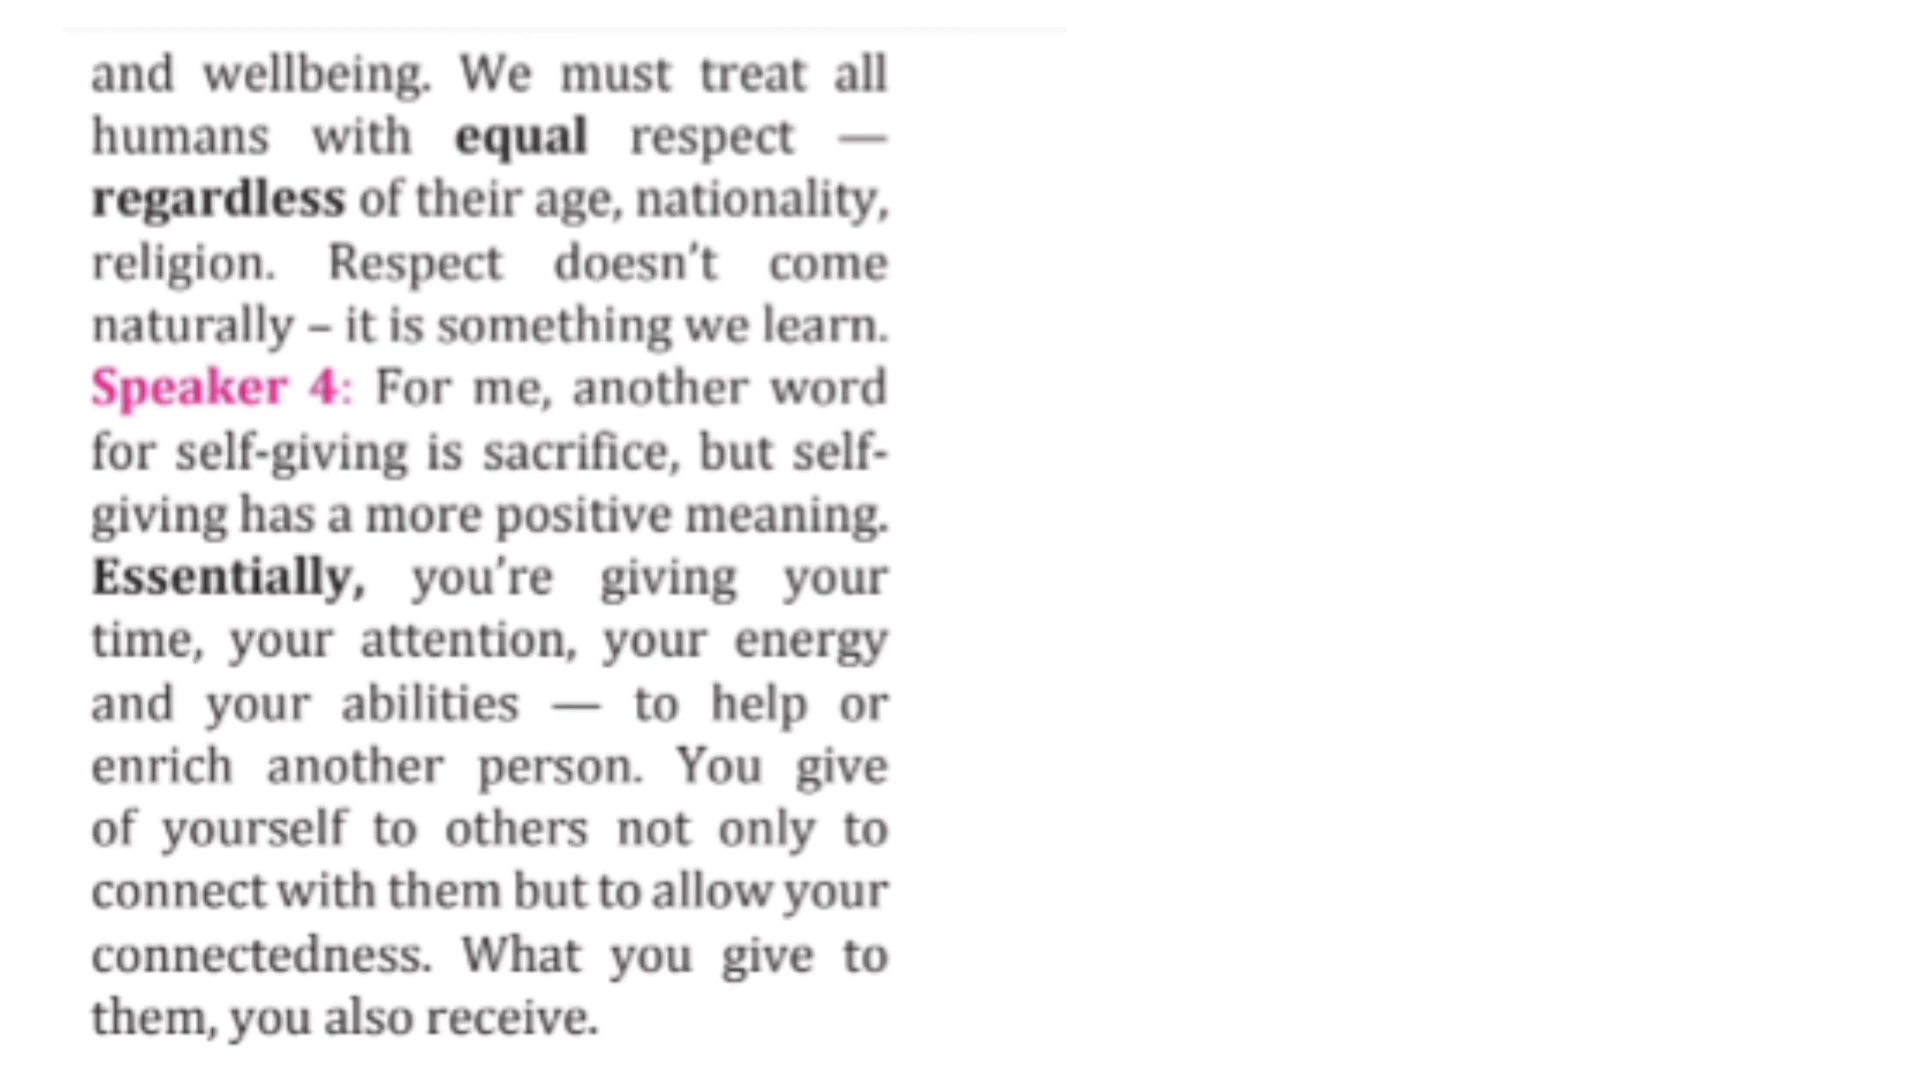 and wellbeing. We must treat all
humans with equal respect —
regardless of their age, nationality,
religion. Respect doesn't come
naturally – it is something we learn.
Speaker 4: For me, another word
for self-giving is sacrifice, but self-
giving has a more positive meaning.
Essentially, you're giving your
time, your attention, your energy
and your abilities — to help or
enrich another person. You give
of yourself to others not only to
connect with them but to allow your
connectedness. What you give to
them, you also receive.